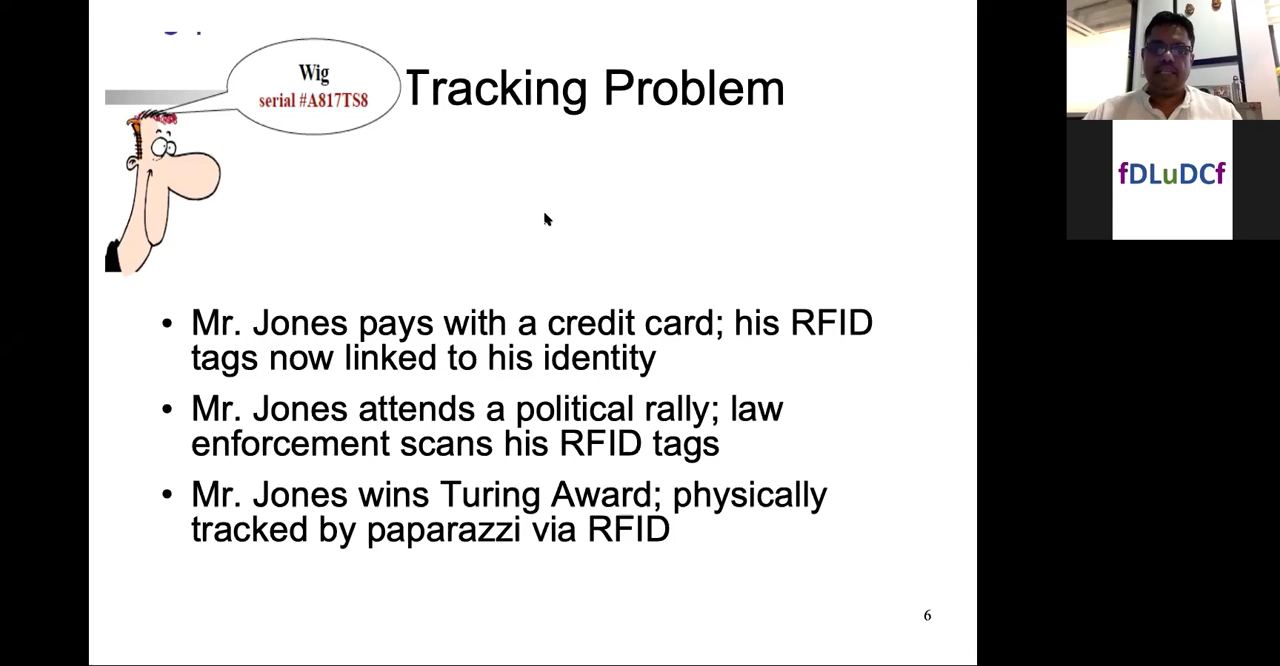 Wig
serial #A817TS8
Tracking Problem
• Mr. Jones pays with a credit card; his RFID
tags now linked to his identity
• Mr. Jones attends a political rally; law
enforcement scans his RFID tags
• Mr. Jones wins Turing Award; physically
tracked by paparazzi via RFID
6
fDLuDCf